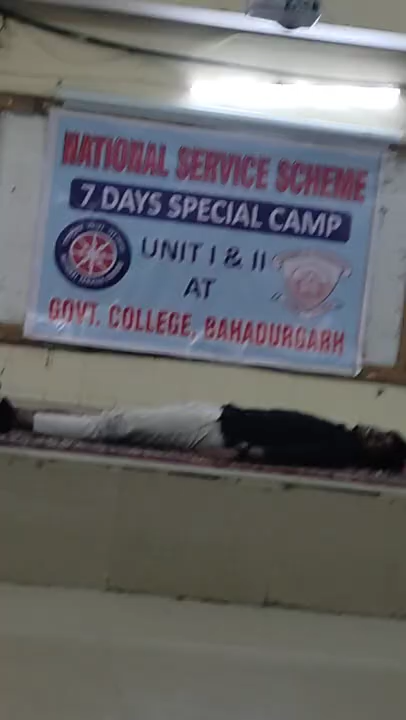 NATIONAL SERVICE SCHEME
7 DAYS SPECIAL CAMP
UNIT I & II
AT
GOVT. COLLEGE, BAHADURGARH